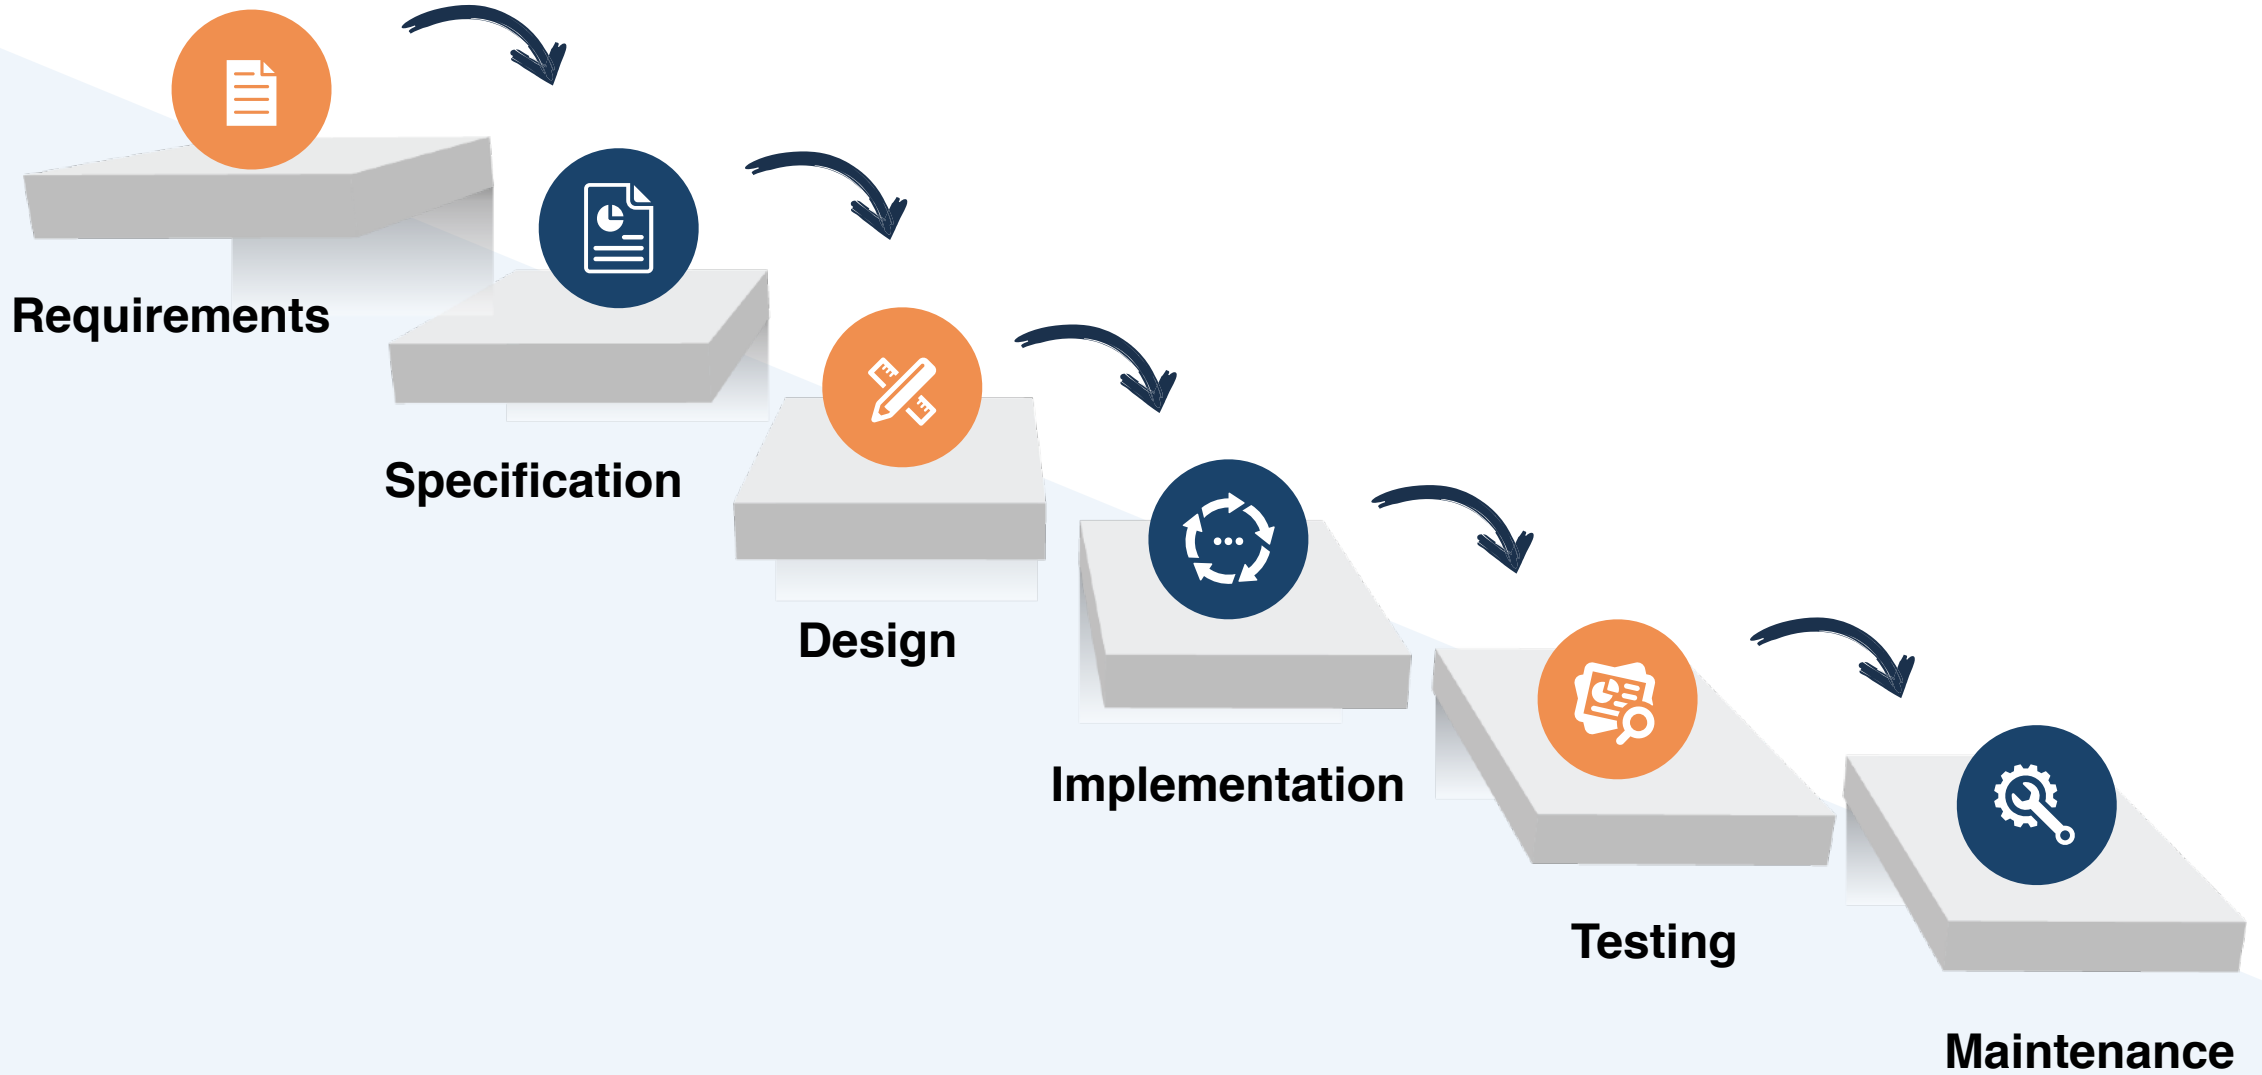 Requirements
Specification
Design
Implementation
Testing
Maintenance